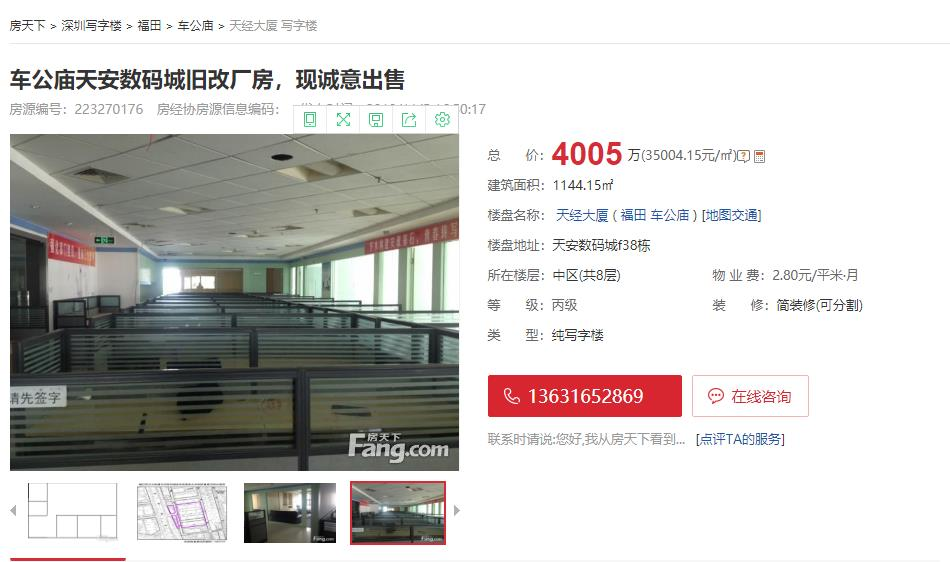 房天下 > 深圳写字楼 > 福田 > 车公庙 > 天经大厦 写字楼
车公庙天安数码城旧改厂房，现诚意出售
房源编号：223270176 房经协房源信息编码：
0:17
总 价：4005万(35004.15元/㎡)
建筑面积：1144.15㎡
楼盘名称：天经大厦 ( 福田 车公庙 ) [地图交通]
楼盘地址：天安数码城f38栋
所在楼层：中区(共8层) 物 业 费：2.80元/平米·月
等 级：丙级 装 修：简装修(可分割)
类 型：纯写字楼
13631652869 在线咨询
联系时请说:您好,我从房天下看到... [点评TA的服务]
请先签字
房天下
Fang.com